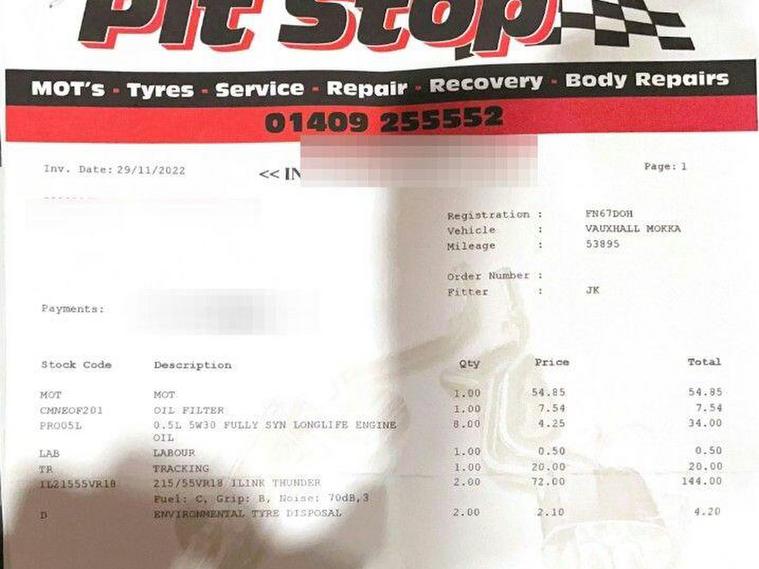 Pit Stop
MOT's - Tyres - Service - Repair - Recovery - Body Repairs
01409 255552
Inv. Date: 29/11/2022 << IN Page: 1
Registration : FN67DOH
Vehicle : VAUXHALL MOKKA
Mileage : 53895
Order Number :
Fitter : JK
Payments:
Stock Code Description Qty Price Total
MOT MOT 1.00 54.85 54.85
CMNEOF201 OIL FILTER 1.00 7.54 7.54
PRO05L 0.5L 5W30 FULLY SYN LONGLIFE ENGINE 8.00 4.25 34.00
OIL
LAB LABOUR 1.00 0.50 0.50
TR TRACKING 1.00 20.00 20.00
IL21555VR18 215/55VR18 ILINK THUNDER 2.00 72.00 144.00
Fuel: C, Grip: B, Noise: 70dB,3
D ENVIRONMENTAL TYRE DISPOSAL 2.00 2.10 4.20